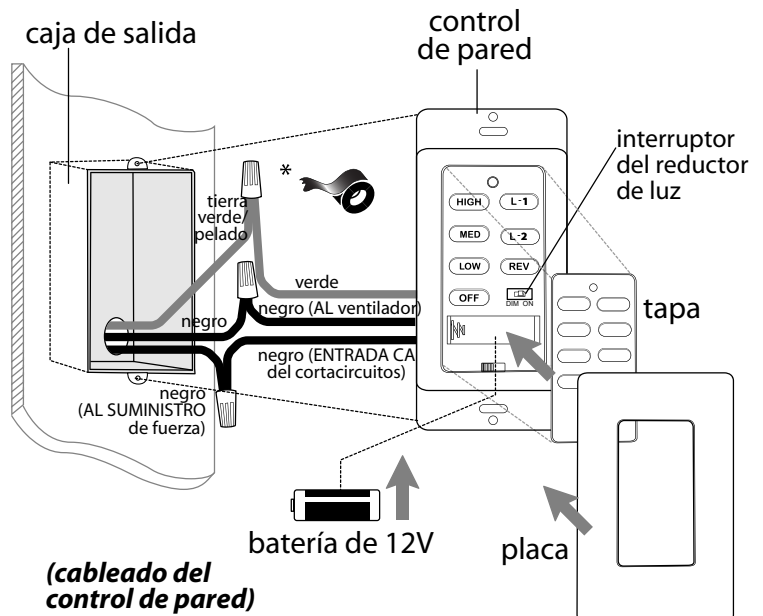 caja de salida
control
de pared
interruptor
del reductor
de luz
*
tierra
verde/
pelado
HIGH
L-1
MED
L-2
LOW
REV
OFF
DIM ON
tapa
verde
negro
negro (AL ventilador)
negro (ENTRADA CA
del cortacircuitos)
negro
(AL SUMINISTRO
de fuerza)
batería de 12V
placa
(cableado del
control de pared)